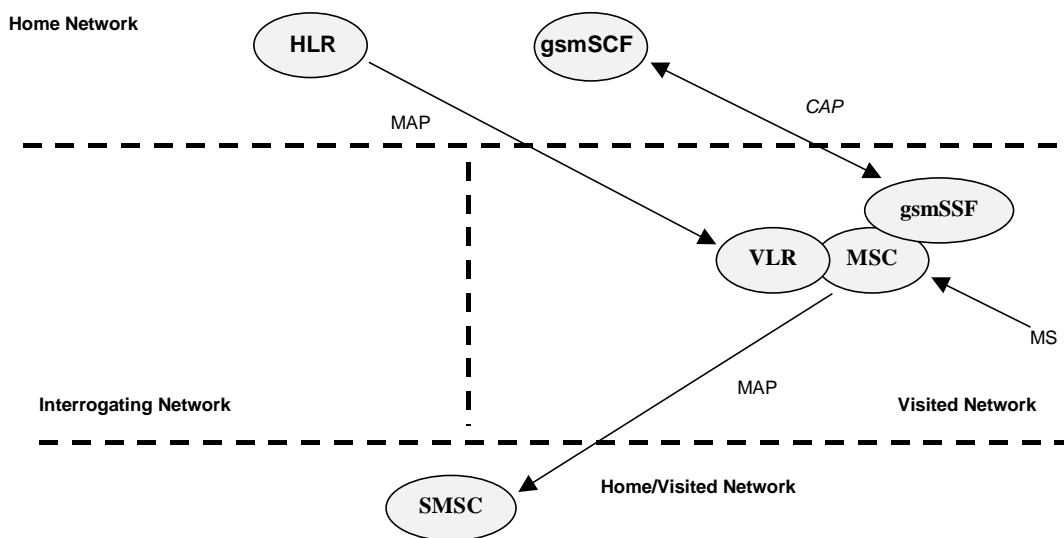 Home Network
HLR
gsmSCF
CAP
MAP
gsmSSF
VLR
MSC
MS
MAP
Interrogating Network
Visited Network
Home/Visited Network
SMSC